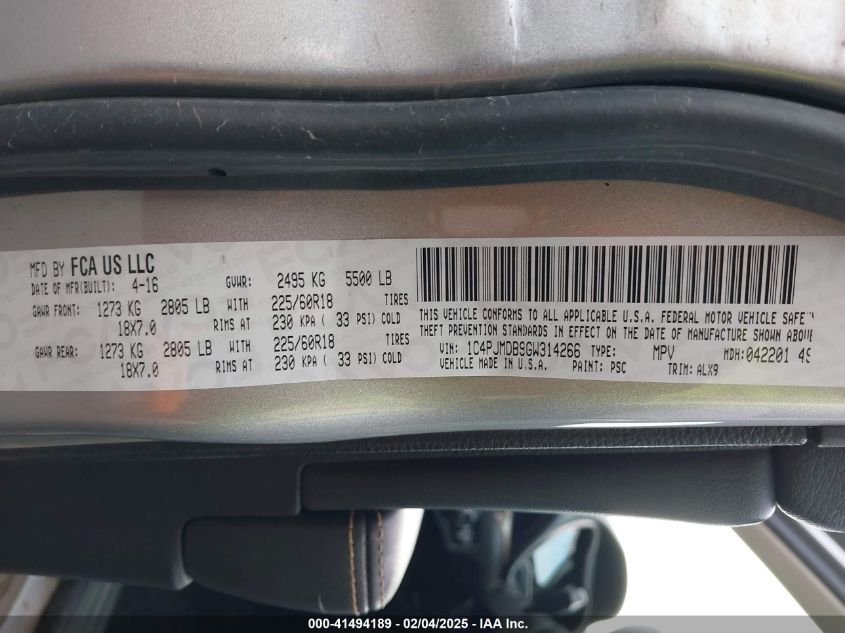 MFD BY FCA US LLC
DATE OF MFR(BUILT): 4-16 GVWR: 2495 KG 5500 LB
GAWR FRONT: 1273 KG 2805 LB WITH 225/60R18 TIRES
18X7.0 RIMS AT 230 KPA ( 33 PSI) COLD
GAWR REAR: 1273 KG 2805 LB WITH 225/60R18 TIRES
18X7.0 RIMS AT 230 KPA ( 33 PSI) COLD
THIS VEHICLE CONFORMS TO ALL APPLICABLE U.S.A. FEDERAL MOTOR VEHICLE SAFE
THEFT PREVENTION STANDARDS IN EFFECT ON THE DATE OF MANUFACTURE SHOWN
VIN: 1C4PJMDB9GW314266 TYPE: MPV MDH: 042201 49
VEHICLE MADE IN U.S.A. PAINT: PSC TRIM: ALX9
000-41494189 - 02/04/2025 - IAA Inc.